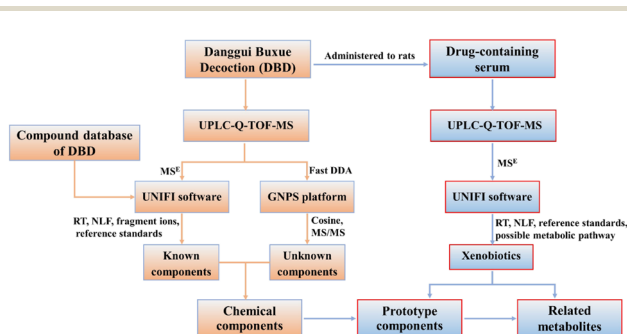 Danggui Buxue
Decoction (DBD)
Administered to rats
Drug-containing
serum
UPLC-Q-TOF-MS
UPLC-Q-TOF-MS
Compound database
of DBD
MSᴱ
Fast DDA
MSᴱ
UNIFI software
GNPS platform
UNIFI software
RT, NLF, fragment ions,
reference standards
Cosine,
MS/MS
RT, NLF, reference standards,
possible metabolic pathway
Known
components
Unknown
components
Xenobiotics
Chemical
components
Prototype
components
Related
metabolites